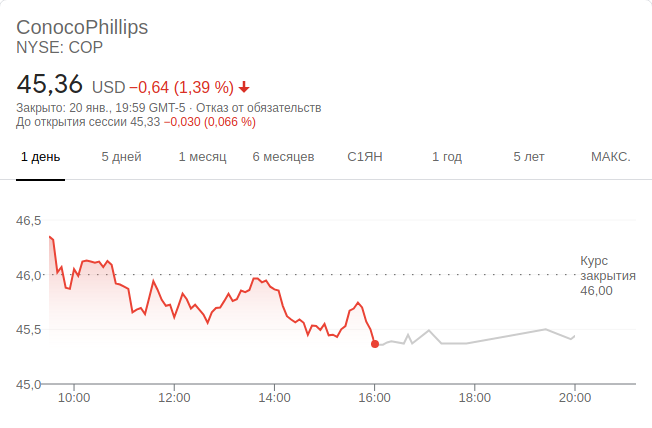 ConocoPhillips
NYSE: COP
45,36 USD −0,64 (1,39 %)
Закрыто: 20 янв., 19:59 GMT-5 · Отказ от обязательств
До открытия сессии 45,33 −0,030 (0,066 %)
1 день 5 дней 1 месяц 6 месяцев С1ЯН 1 год 5 лет МАКС.
46,5
46,0
45,5
45,0
Курс
закрытия
46,00
10:00 12:00 14:00 16:00 18:00 20:00